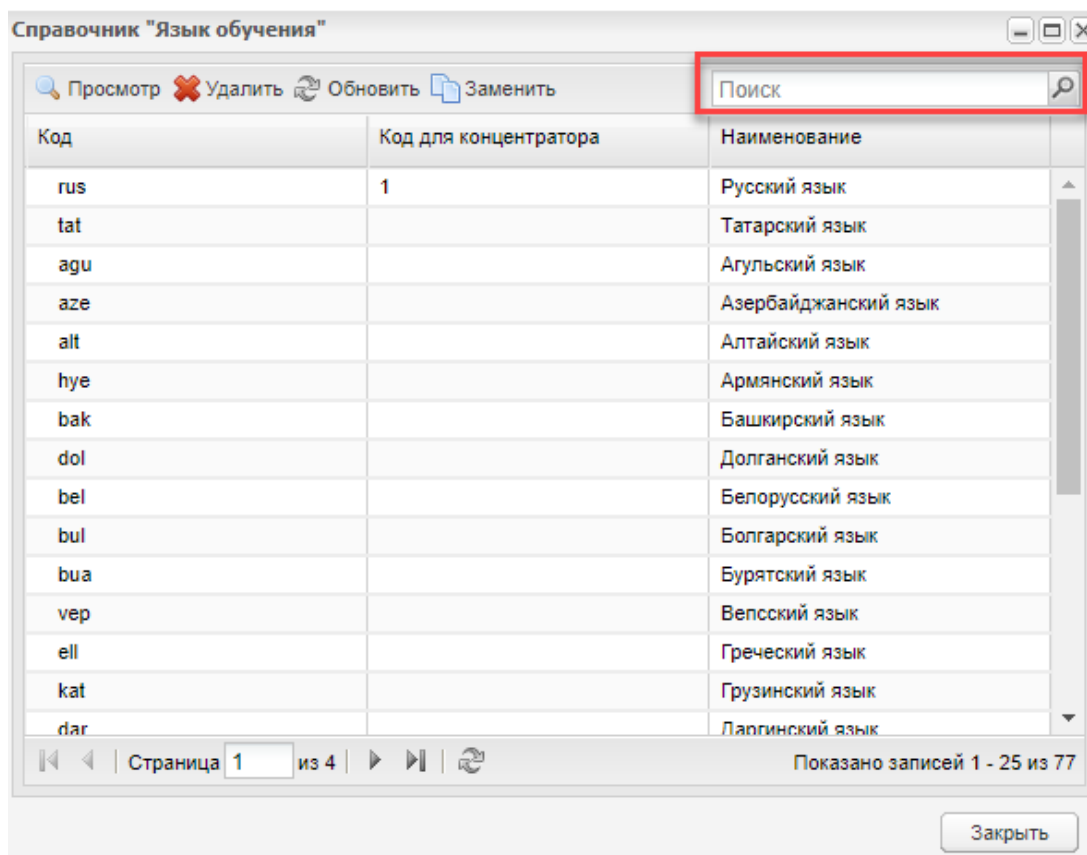 Справочник "Язык обучения"
Просмотр Удалить Обновить Заменить Поиск
Код Код для концентратора Наименование
rus 1 Русский язык
tat Татарский язык
agu Агульский язык
aze Азербайджанский язык
alt Алтайский язык
hye Армянский язык
bak Башкирский язык
dol Долганский язык
bel Белорусский язык
bul Болгарский язык
bua Бурятский язык
vep Вепсский язык
ell Греческий язык
kat Грузинский язык
dar Даргинский язык
Страница 1 из 4 Показано записей 1 - 25 из 77
Закрыть